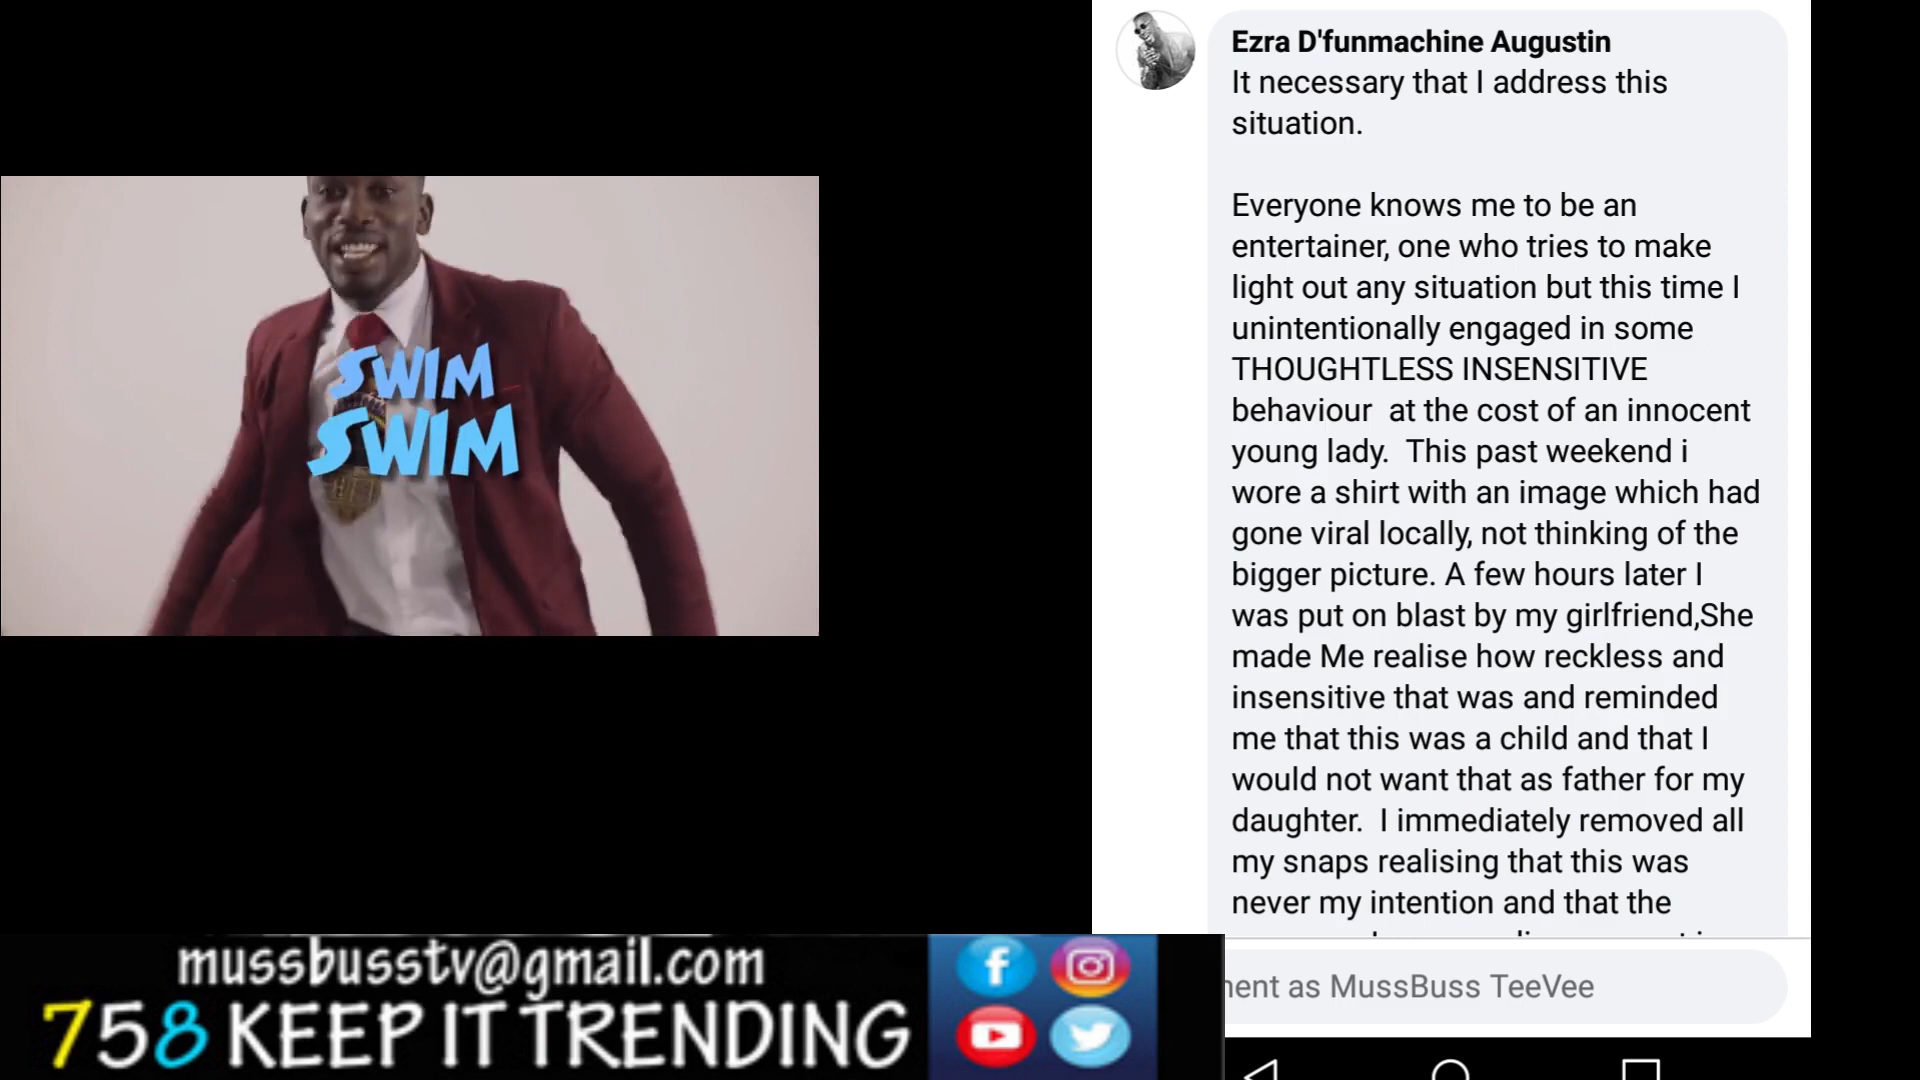 SWIM
SWIM
Ezra D'funmachine Augustin
It necessary that I address this
situation.
Everyone knows me to be an
entertainer, one who tries to make
light out any situation but this time I
unintentionally engaged in some
THOUGHTLESS INSENSITIVE
behaviour  at the cost of an innocent
young lady.  This past weekend i
wore a shirt with an image which had
gone viral locally, not thinking of the
bigger picture. A few hours later I
was put on blast by my girlfriend,She
made Me realise how reckless and
insensitive that was and reminded
me that this was a child and that I
would not want that as father for my
daughter.  I immediately removed all
my snaps realising that this was
never my intention and that the
as MussBuss TeeVee
mussbusstv@gmail.com
758 KEEP IT TRENDING